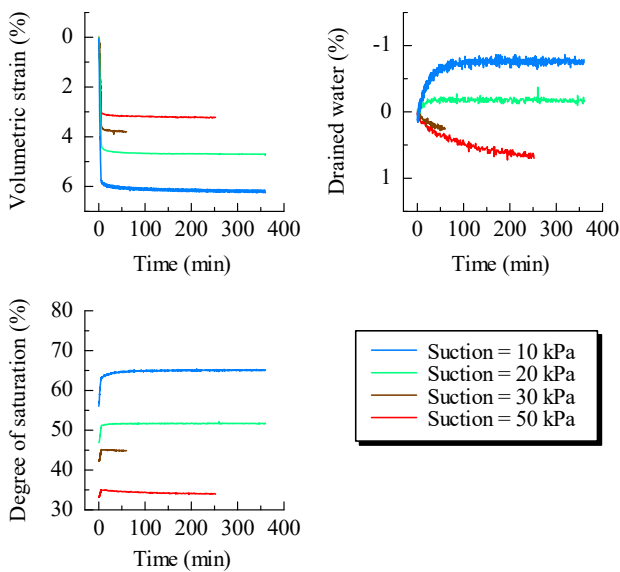 Volumetric strain (%)
0
2
4
6
0 100 200 300 400
Time (min)
Drained water (%)
-1
0
1
0 100 200 300 400
Time (min)
Degree of saturation (%)
80
70
65
60
50
45
40
30
0 100 200 300 400
Time (min)
Suction = 10 kPa
Suction = 20 kPa
Suction = 30 kPa
Suction = 50 kPa